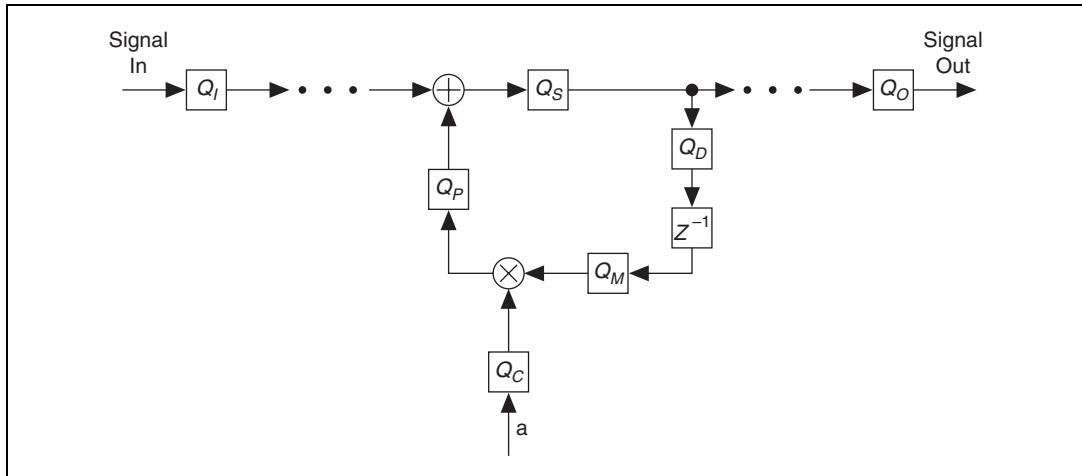 Signal
In
Signal
Out
Q_I
Q_S
Q_O
Q_D
Q_P
Z^{-1}
Q_M
Q_C
a